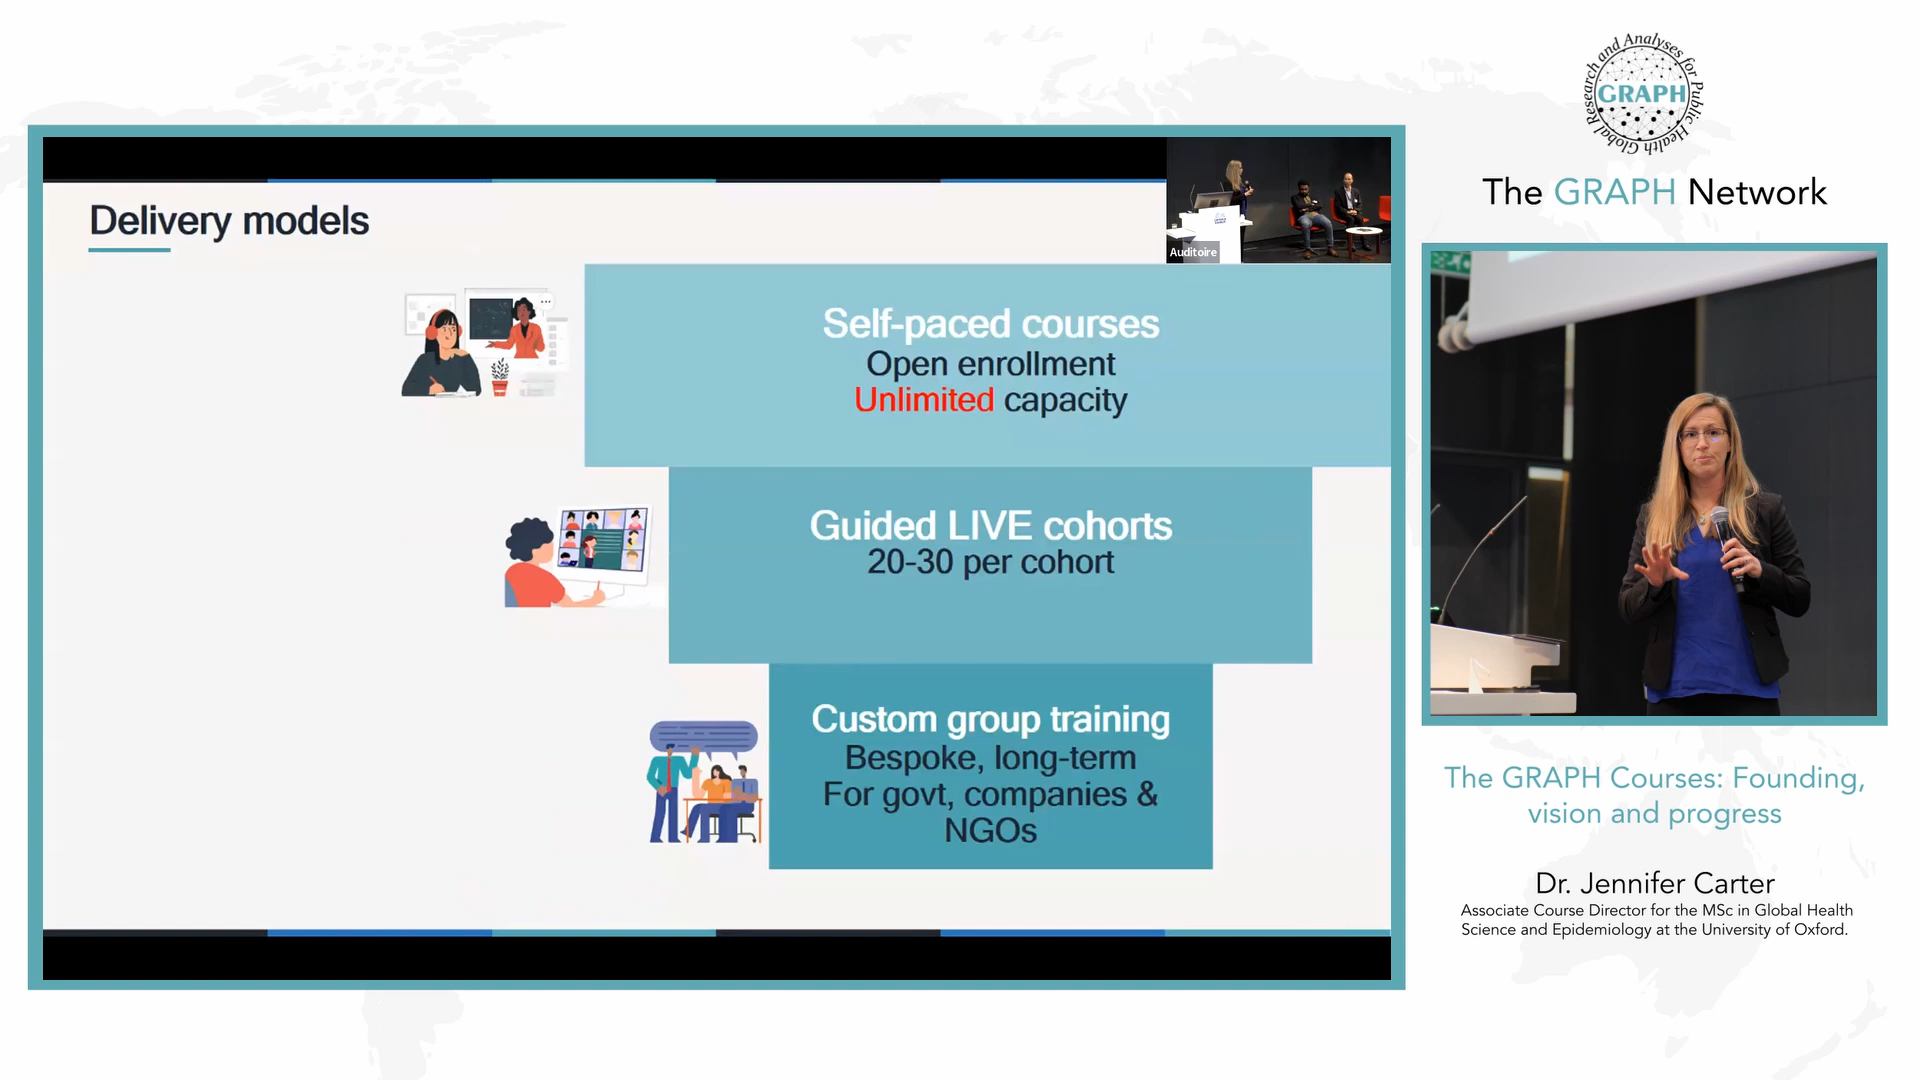 Delivery models
Auditoire
Self-paced courses
Open enrollment
Unlimited capacity
Guided LIVE cohorts
20-30 per cohort
Custom group training
Bespoke, long-term
For govt, companies &
NGOs
Global Research and Analyses for Public Health
GRAPH
The GRAPH Network
The GRAPH Courses: Founding,
vision and progress
Dr. Jennifer Carter
Associate Course Director for the MSc in Global Health
Science and Epidemiology at the University of Oxford.